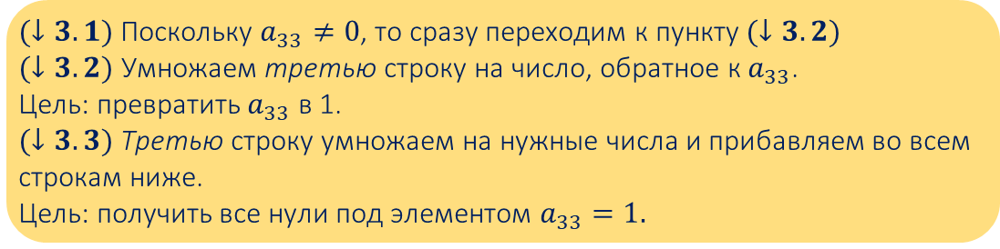 (↓ 3.1) Поскольку a₃₃ ≠ 0, то сразу переходим к пункту (↓ 3.2)
(↓ 3.2) Умножаем третью строку на число, обратное к a₃₃.
Цель: превратить a₃₃ в 1.
(↓ 3.3) Третью строку умножаем на нужные числа и прибавляем во всем
строкам ниже.
Цель: получить все нули под элементом a₃₃ = 1.